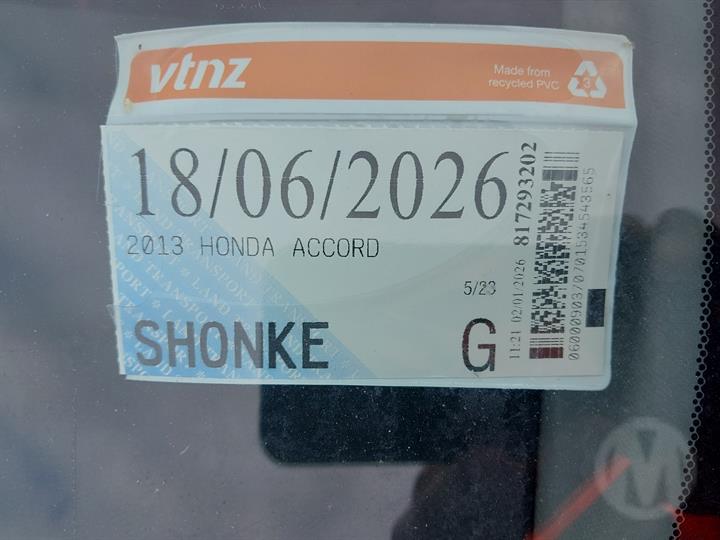 vtnz
Made from
recycled PVC
3
18/06/2026
2013 HONDA ACCORD
5/23
SHONKE
G
11:21 02/01/2026 817293202
M